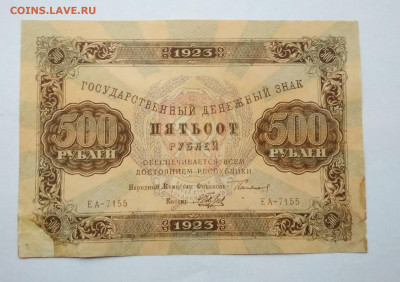 COINS.LAVE.RU
1923
ГОСУДАРСТВЕННЫЙ ДЕНЕЖНЫЙ ЗНАК
500 ПЯТЬСОТ 500
РУБЛЕЙ РУБЛЕЙ РУБЛЕЙ
ОБЕСПЕЧИВАЕТСЯ ВСЕМ
ДОСТОЯНИЕМ РЕСПУБЛИКИ
Народный Комиссар Финансов
Кассир
ЕА-7155 ЕА-7155
1923